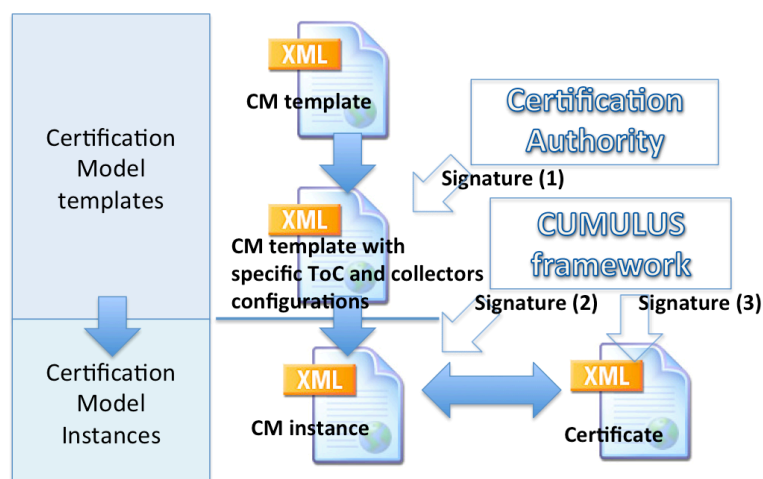 XML
CM template
Certification
Authority
Certification
Model
templates
Signature (1)
XML
CM template with
specific ToC and collectors
configurations
CUMULUS
framework
Signature (2)
Signature (3)
Certification
Model
Instances
XML
CM instance
XML
Certificate